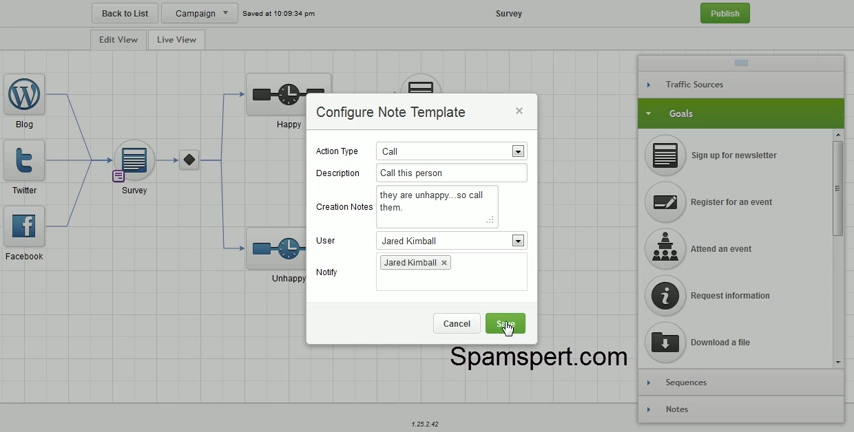 Back to List
Campaign
Saved at 10:09:34 pm
Survey
Publish
Edit View
Live View
Blog
Twitter
Facebook
Survey
Happy
Unhappy
Configure Note Template
×
Action Type
Call
Description
Call this person
Creation Notes
they are unhappy...so call
them.
User
Jared Kimball
Notify
Jared Kimball ×
Cancel
Save
Spamspert.com
Traffic Sources
Goals
Sign up for newsletter
Register for an event
Attend an event
Request information
Download a file
Sequences
Notes
1.25.2.42